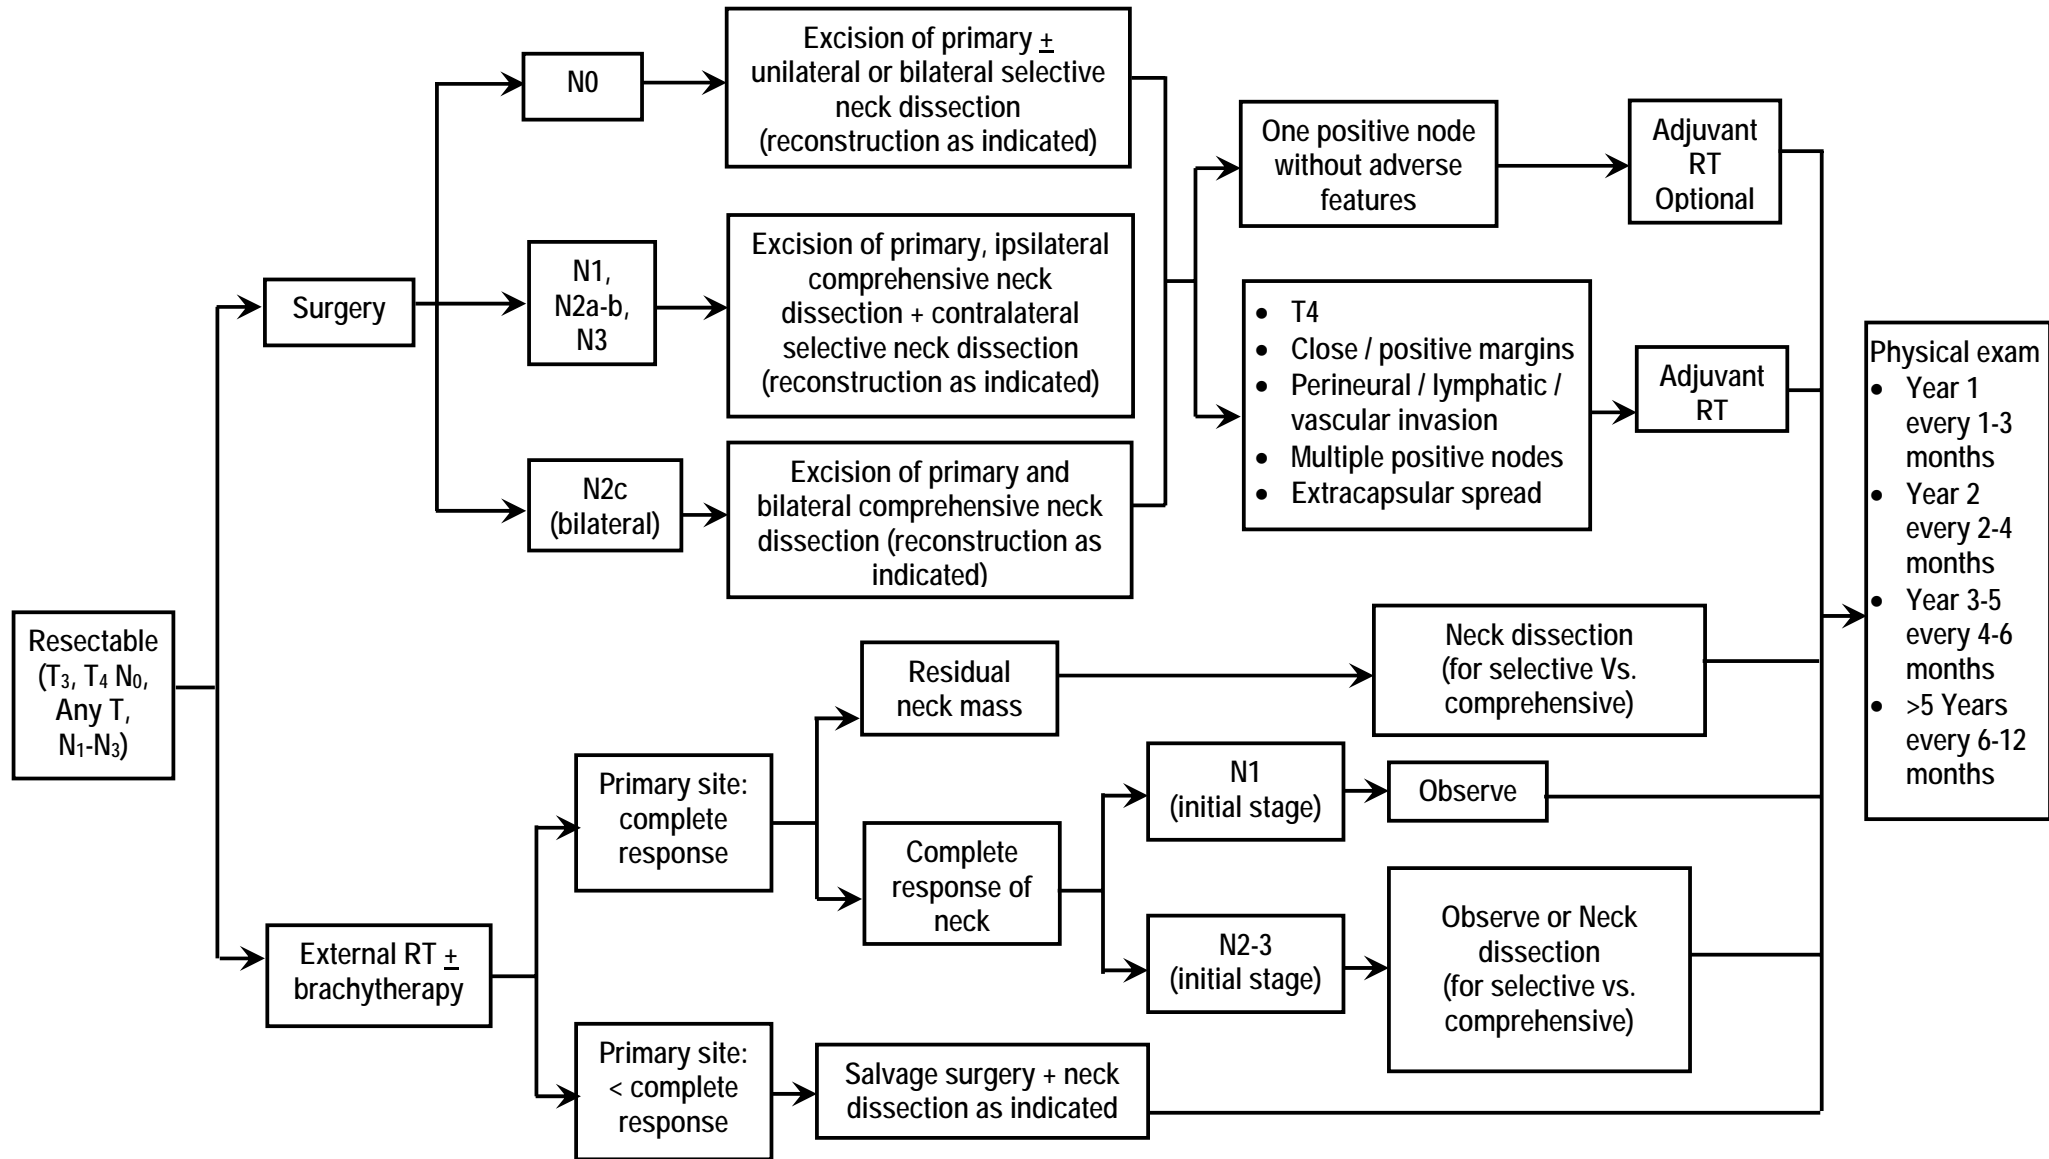 N0
Excision of primary ±
unilateral or bilateral selective
neck dissection
(reconstruction as indicated)
One positive node
without adverse
features
Adjuvant
RT
Optional
Surgery
N1,
N2a-b,
N3
Excision of primary, ipsilateral
comprehensive neck
dissection + contralateral
selective neck dissection
(reconstruction as indicated)
• T4
• Close / positive margins
• Perineural / lymphatic /
vascular invasion
• Multiple positive nodes
• Extracapsular spread
Adjuvant
RT
N2c
(bilateral)
Excision of primary and
bilateral comprehensive neck
dissection (reconstruction as
indicated)
Physical exam
• Year 1
every 1-3
months
• Year 2
every 2-4
months
• Year 3-5
every 4-6
months
• >5 Years
every 6-12
months
Resectable
(T₃, T₄ N₀,
Any T,
N₁-N₃)
Residual
neck mass
Neck dissection
(for selective Vs.
comprehensive)
Primary site:
complete
response
Complete
response of
neck
N1
(initial stage)
Observe
N2-3
(initial stage)
Observe or Neck
dissection
(for selective vs.
comprehensive)
External RT ±
brachytherapy
Primary site:
< complete
response
Salvage surgery + neck
dissection as indicated